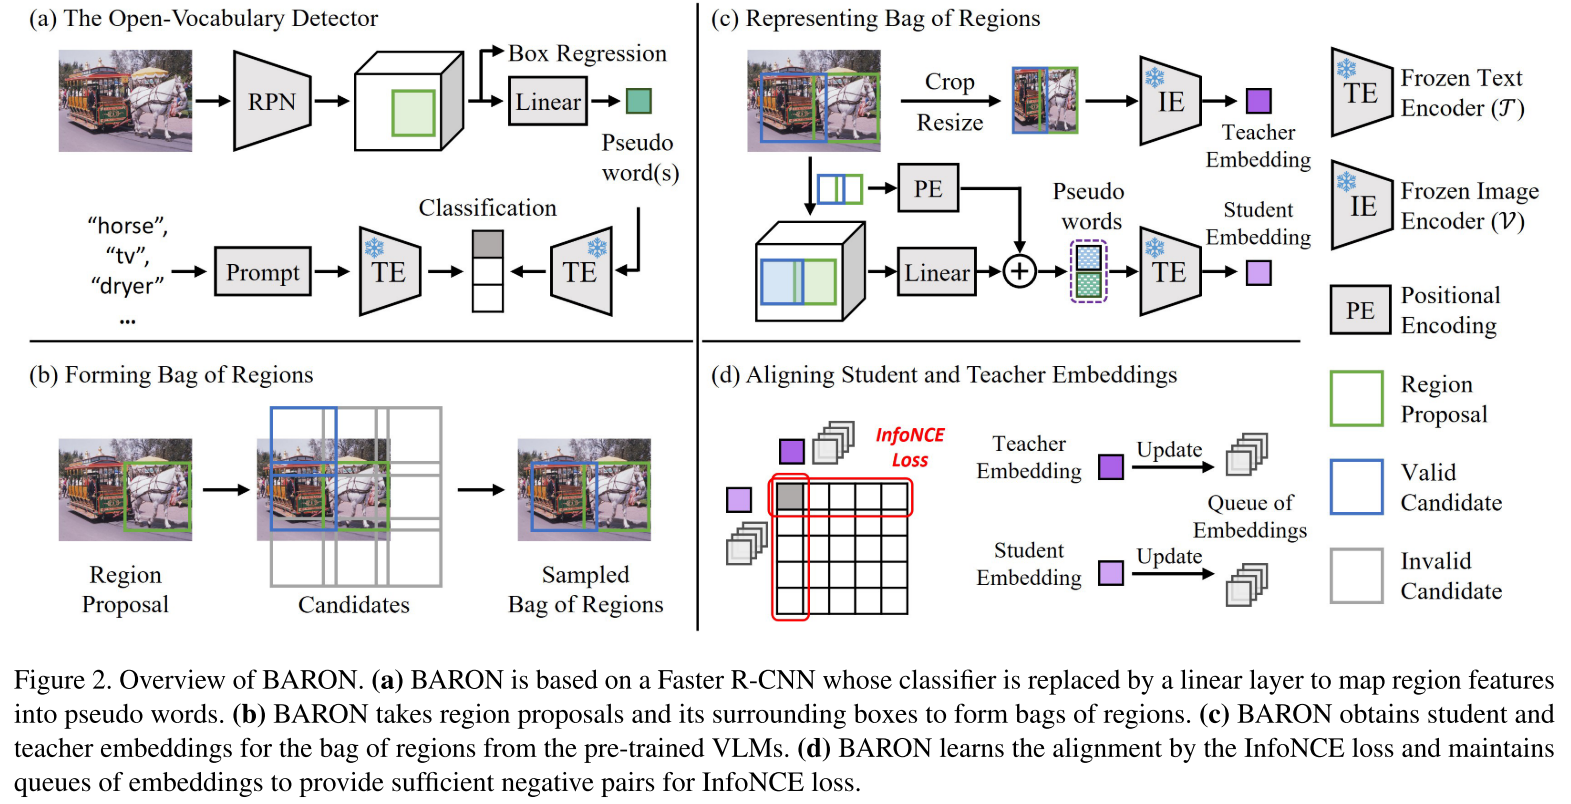 (a) The Open-Vocabulary Detector
RPN
Box Regression
Linear
Pseudo
word(s)
Classification
“horse”,
“tv”,
“dryer”
...
Prompt
TE
TE
(b) Forming Bag of Regions
Region
Proposal
Candidates
Sampled
Bag of Regions
(c) Representing Bag of Regions
Crop
Resize
IE
Teacher
Embedding
PE
Pseudo
words
Student
Embedding
Linear
TE
(d) Aligning Student and Teacher Embeddings
InfoNCE
Loss
Teacher
Embedding
Update
Queue of
Embeddings
Student
Embedding
Update
TE
Frozen Text
Encoder (𝒯)
IE
Frozen Image
Encoder (𝒱)
PE
Positional
Encoding
Region
Proposal
Valid
Candidate
Invalid
Candidate
Figure 2. Overview of BARON. (a) BARON is based on a Faster R-CNN whose classifier is replaced by a linear layer to map region features
into pseudo words. (b) BARON takes region proposals and its surrounding boxes to form bags of regions. (c) BARON obtains student and
teacher embeddings for the bag of regions from the pre-trained VLMs. (d) BARON learns the alignment by the InfoNCE loss and maintains
queues of embeddings to provide sufficient negative pairs for InfoNCE loss.